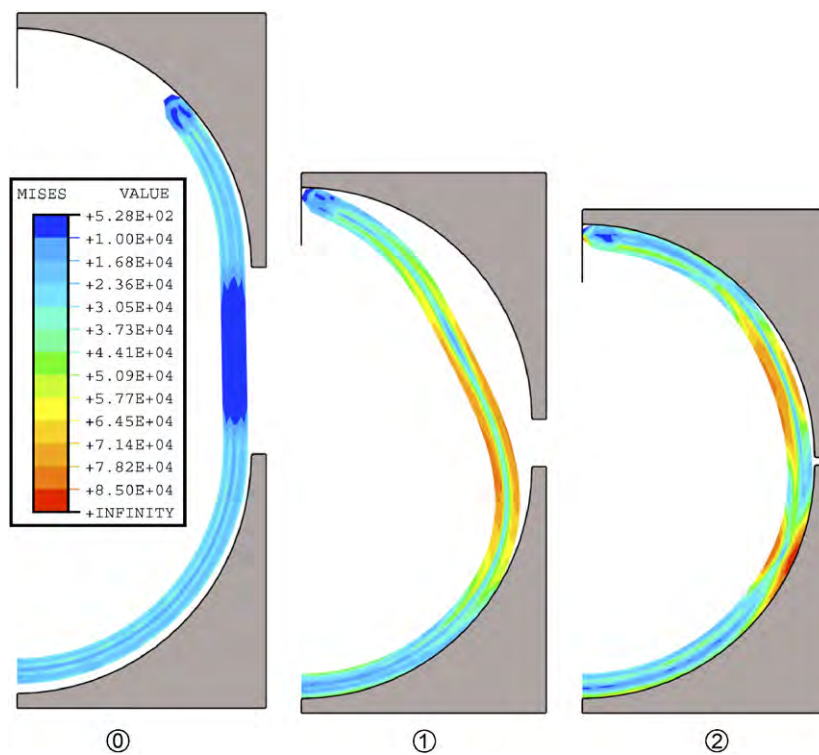 MISES VALUE
+5.28E+02
+1.00E+04
+1.68E+04
+2.36E+04
+3.05E+04
+3.73E+04
+4.41E+04
+5.09E+04
+5.77E+04
+6.45E+04
+7.14E+04
+7.82E+04
+8.50E+04
+INFINITY
⓪ ① ②